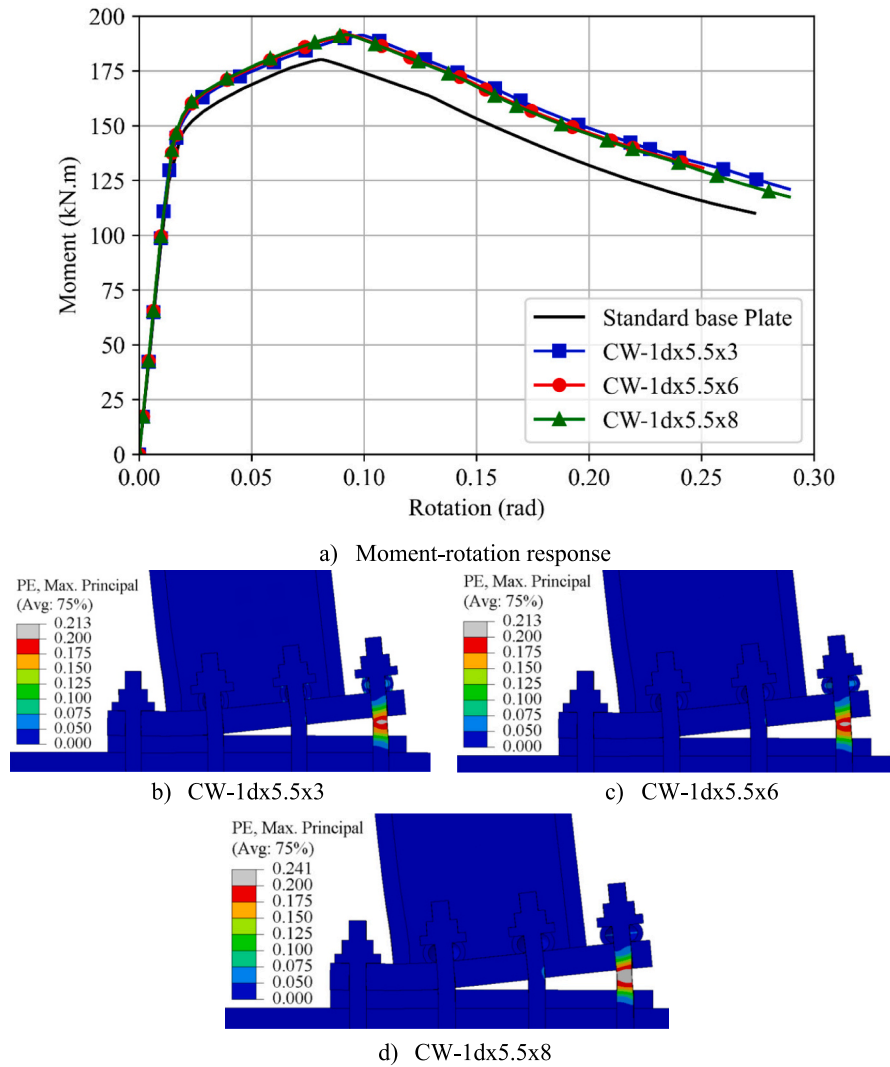 200
175
150
125
100
75
50
25
0
Moment (kN.m)
0.00 0.05 0.10 0.15 0.20 0.25 0.30
Rotation (rad)
Standard base Plate
CW-1dx5.5x3
CW-1dx5.5x6
CW-1dx5.5x8
a) Moment-rotation response
PE, Max. Principal
(Avg: 75%)
0.213
0.200
0.175
0.150
0.125
0.100
0.075
0.050
0.000
b) CW-1dx5.5x3
PE, Max. Principal
(Avg: 75%)
0.213
0.200
0.175
0.150
0.125
0.100
0.075
0.050
0.000
c) CW-1dx5.5x6
PE, Max. Principal
(Avg: 75%)
0.241
0.200
0.175
0.150
0.125
0.100
0.075
0.050
0.000
d) CW-1dx5.5x8